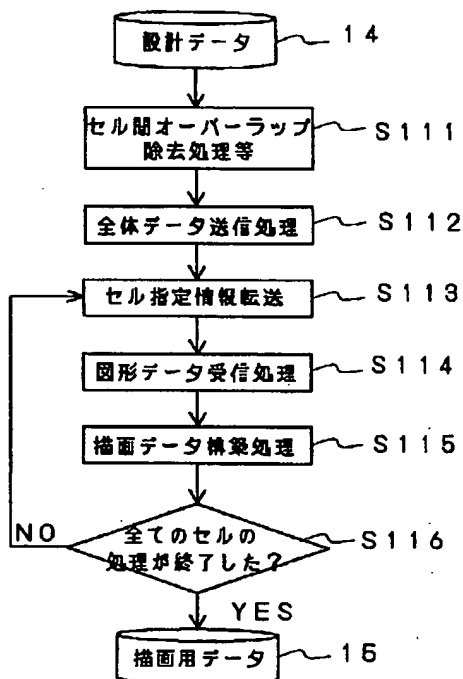 設計データ
14
セル間オーバーラップ
除去処理等
S111
全体データ送信処理
S112
セル指定情報転送
S113
図形データ受信処理
S114
描画データ構築処理
S115
全てのセルの
処理が終了した?
S116
NO
YES
描画用データ
15